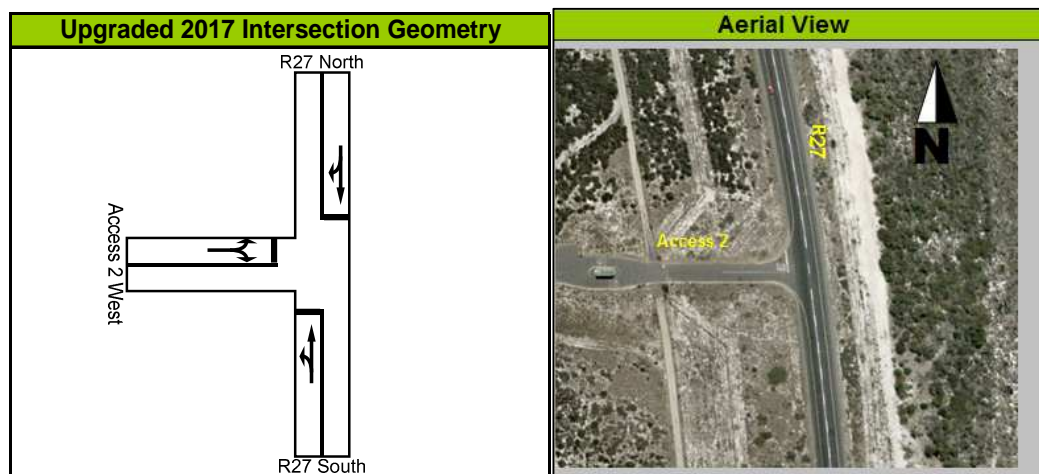 Upgraded 2017 Intersection Geometry
R27 North
Access 2 West
R27 South
Aerial View
R27
N
Access 2